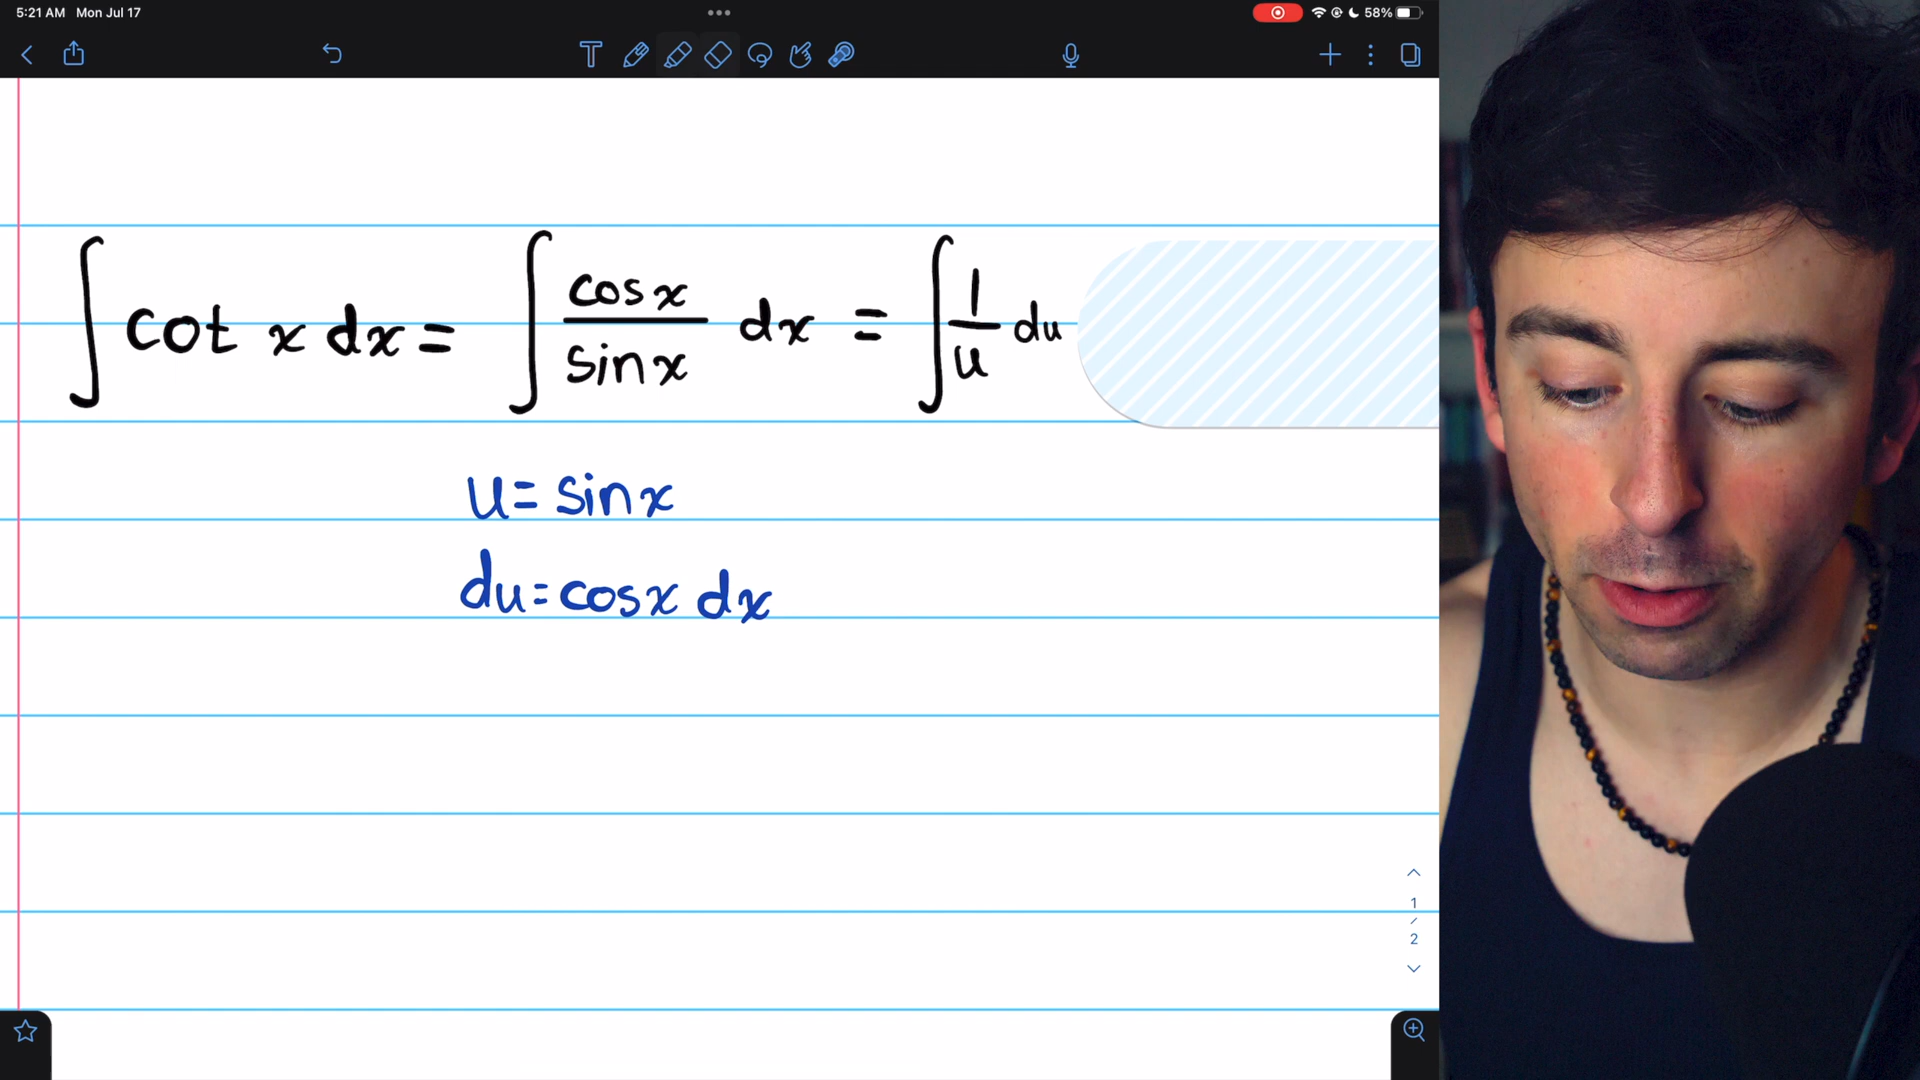 5:21 AM Mon Jul 17
58%
∫ cot x dx = ∫ cos x / sin x dx = ∫ 1/u du
u = sin x
du = cos x dx
1
/
2